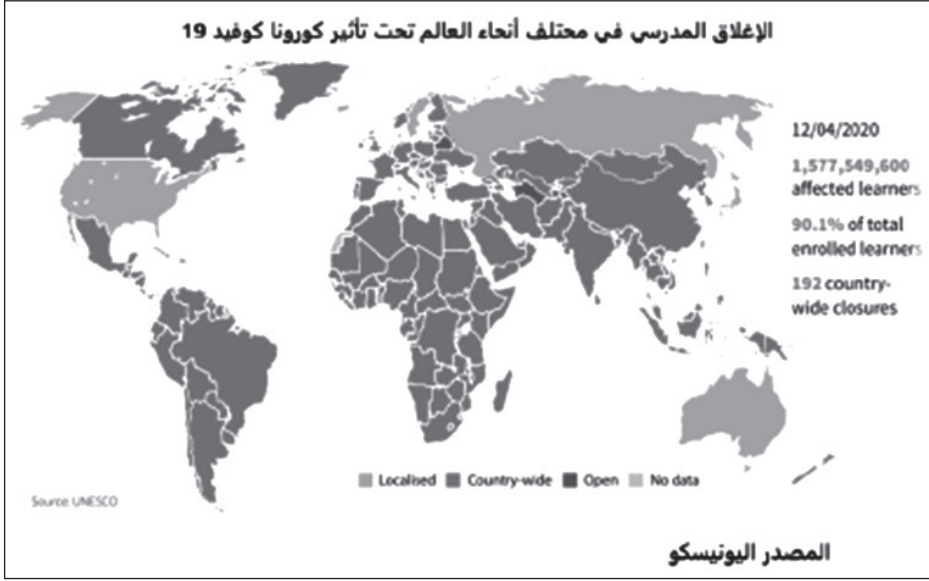 الإغلاق المدرسي في محتلف أنحاء العالم تحت تأثير كورونا كوفيد 19
12/04/2020
1,577,549,600
affected learners
90.1% of total
enrolled learners
192 country-
wide closures
Localised Country-wide Open No data
Source: UNESCO
المصدر اليونيسكو